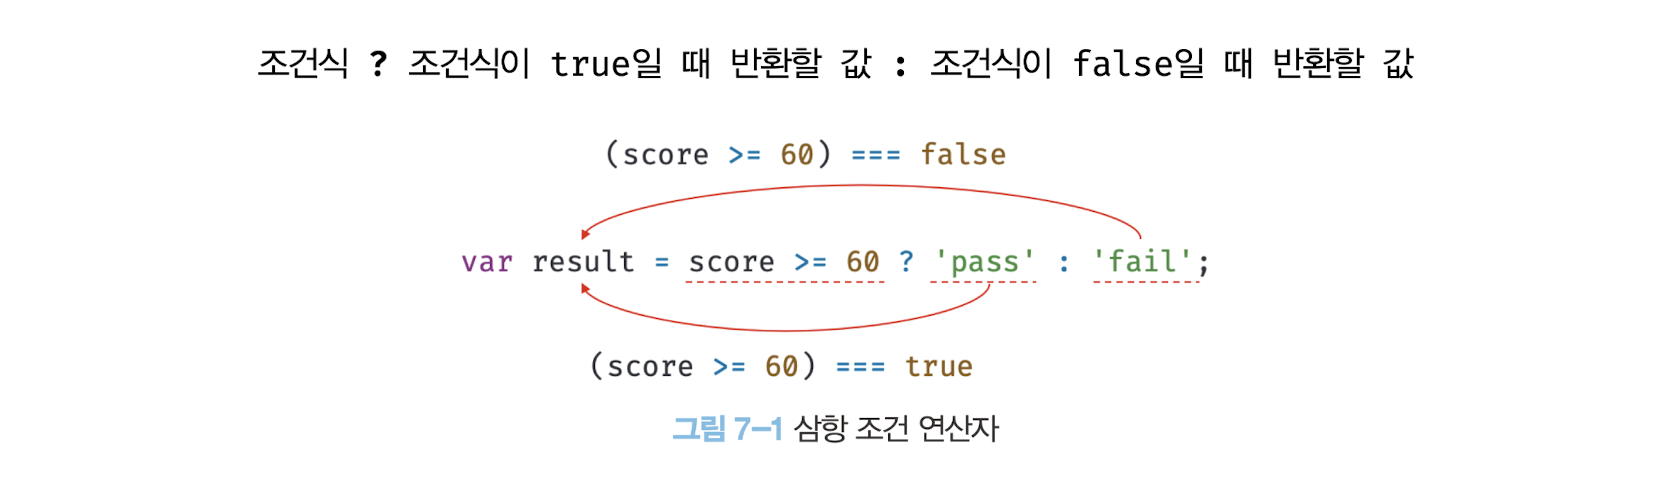 조건식 ? 조건식이 true일 때 반환할 값 : 조건식이 false일 때 반환할 값
(score >= 60) === false
var result = score >= 60 ? 'pass' : 'fail';
(score >= 60) === true
그림 7-1 삼항 조건 연산자